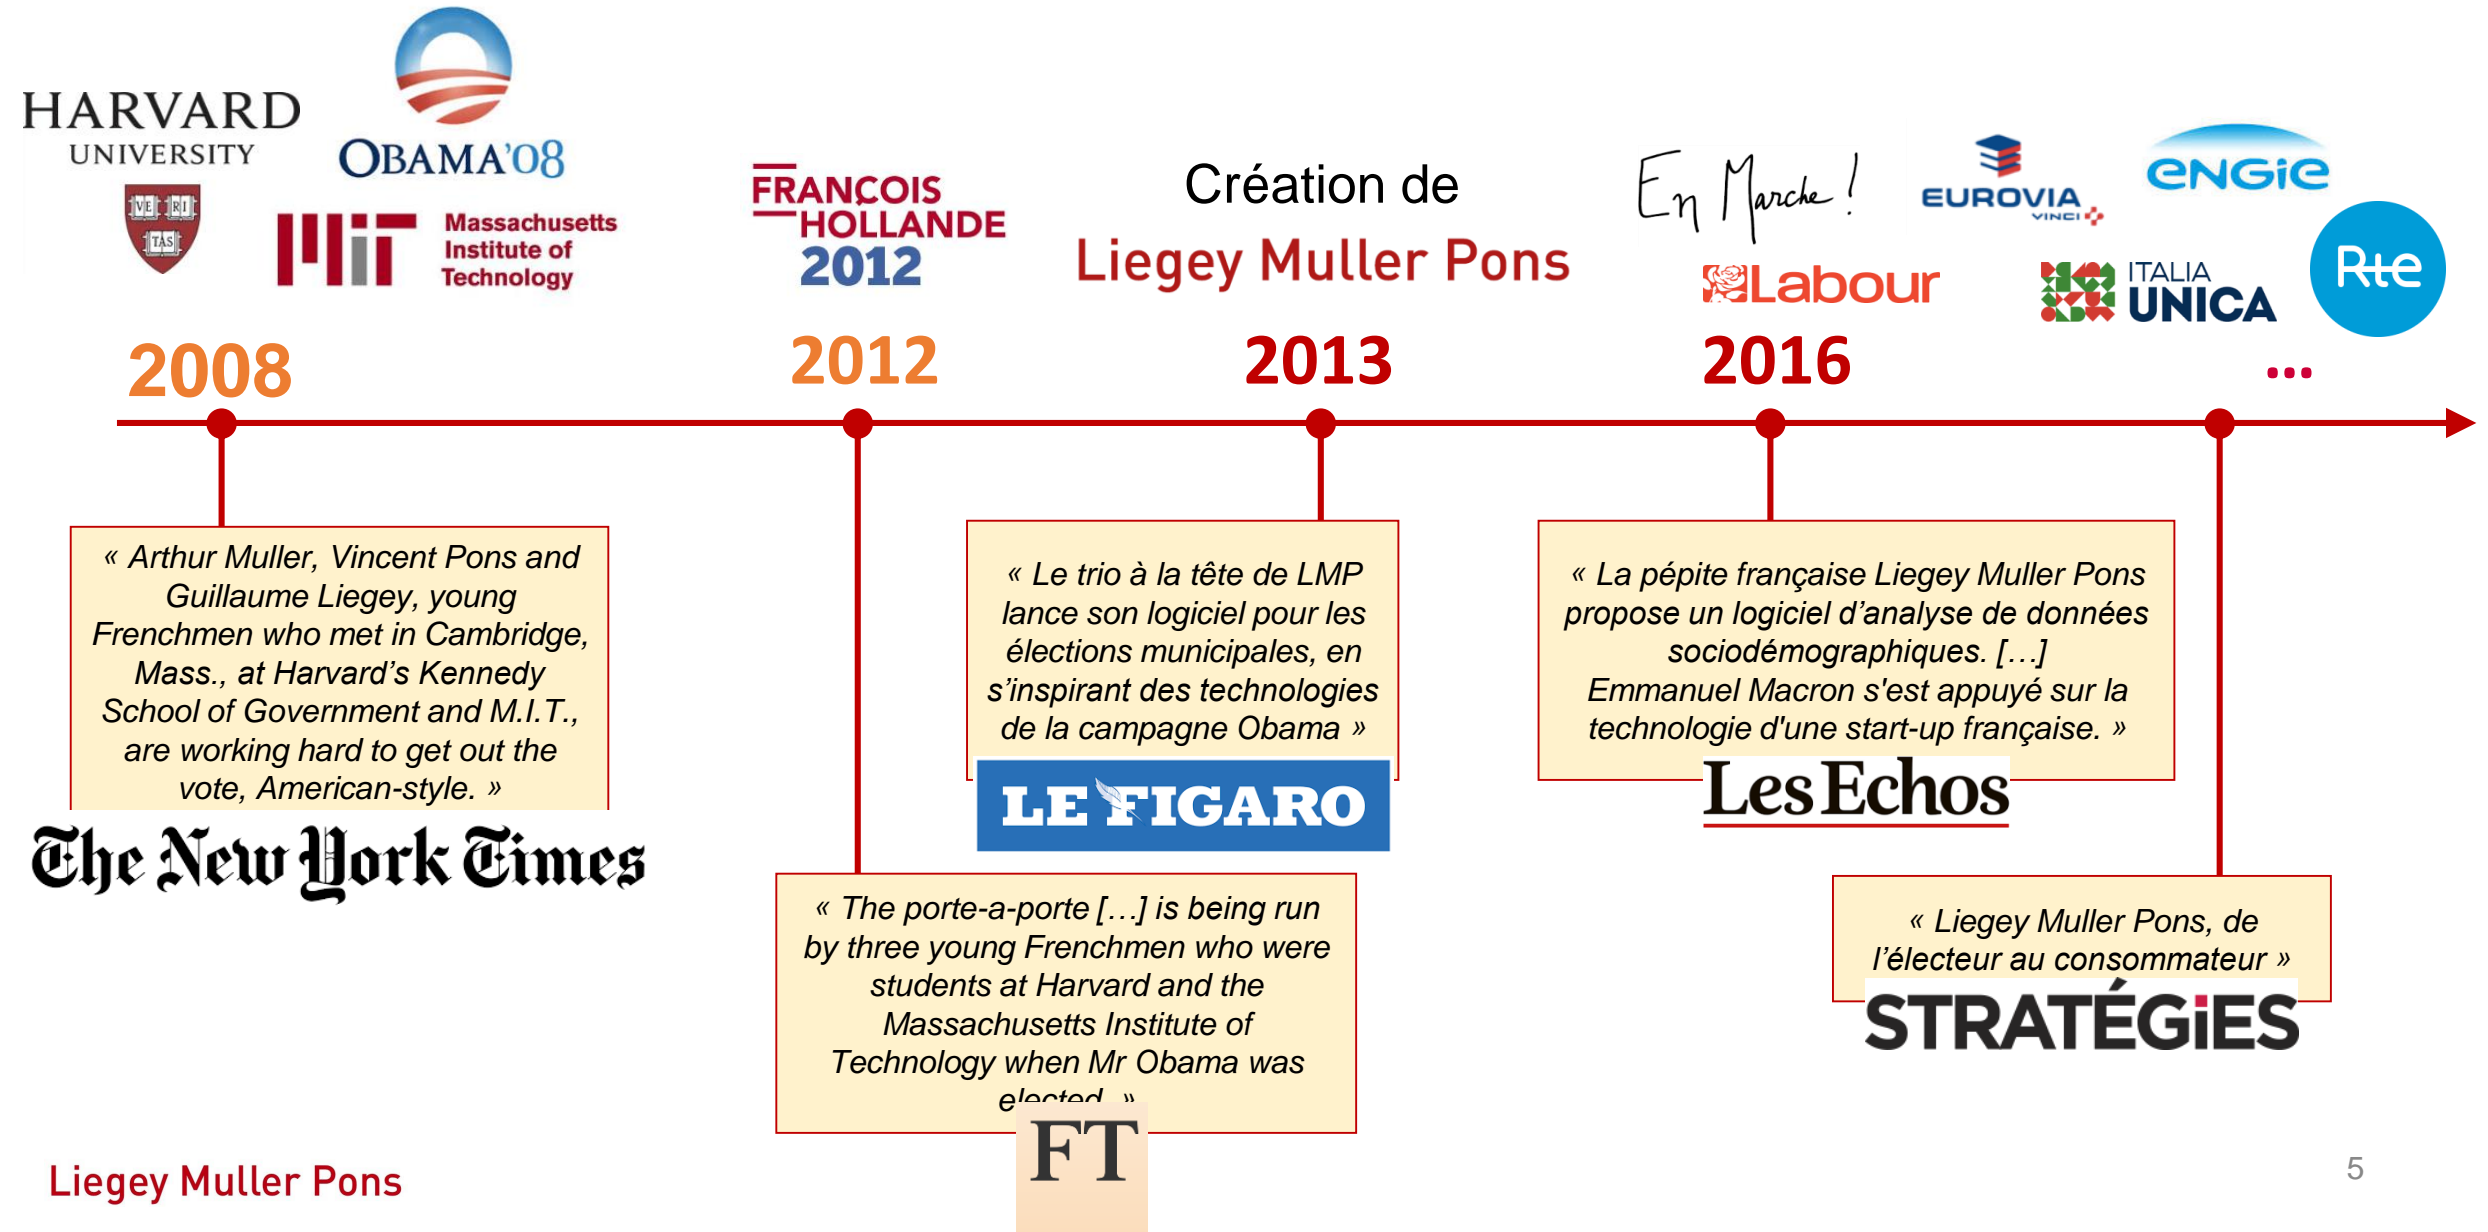 HARVARD
UNIVERSITY
VE RI
TAS
OBAMA'08
Massachusetts
Institute of
Technology
MIT
FRANÇOIS
HOLLANDE
2012
Création de
Liegey Muller Pons
En Marche !
Labour
EUROVIA
VINCI
ENGIE
ITALIA
UNICA
Rte
2008
2012
2013
2016
...
« Arthur Muller, Vincent Pons and
Guillaume Liegey, young
Frenchmen who met in Cambridge,
Mass., at Harvard’s Kennedy
School of Government and M.I.T.,
are working hard to get out the
vote, American-style. »
The New York Times
« The porte-a-porte […] is being run
by three young Frenchmen who were
students at Harvard and the
Massachusetts Institute of
Technology when Mr Obama was
elected. »
FT
« Le trio à la tête de LMP
lance son logiciel pour les
élections municipales, en
s’inspirant des technologies
de la campagne Obama »
LE FIGARO
« La pépite française Liegey Muller Pons
propose un logiciel d’analyse de données
sociodémographiques. […]
Emmanuel Macron s'est appuyé sur la
technologie d'une start-up française. »
Les Echos
« Liegey Muller Pons, de
l’électeur au consommateur »
STRATÉGiES
Liegey Muller Pons
5